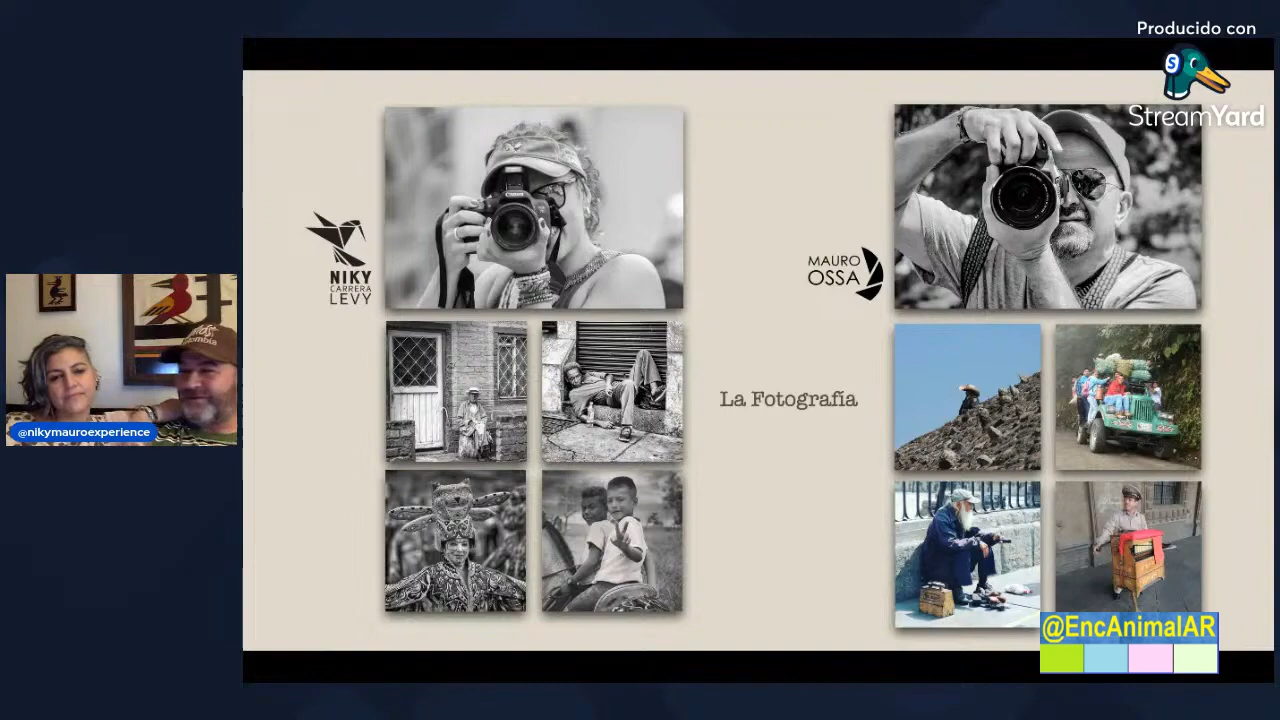 Producido con
StreamYard
NIKY
CARRERA
LEVY
MAURO
OSSA
La Fotografía
@nikymauroexperience
@EncAnimalAR